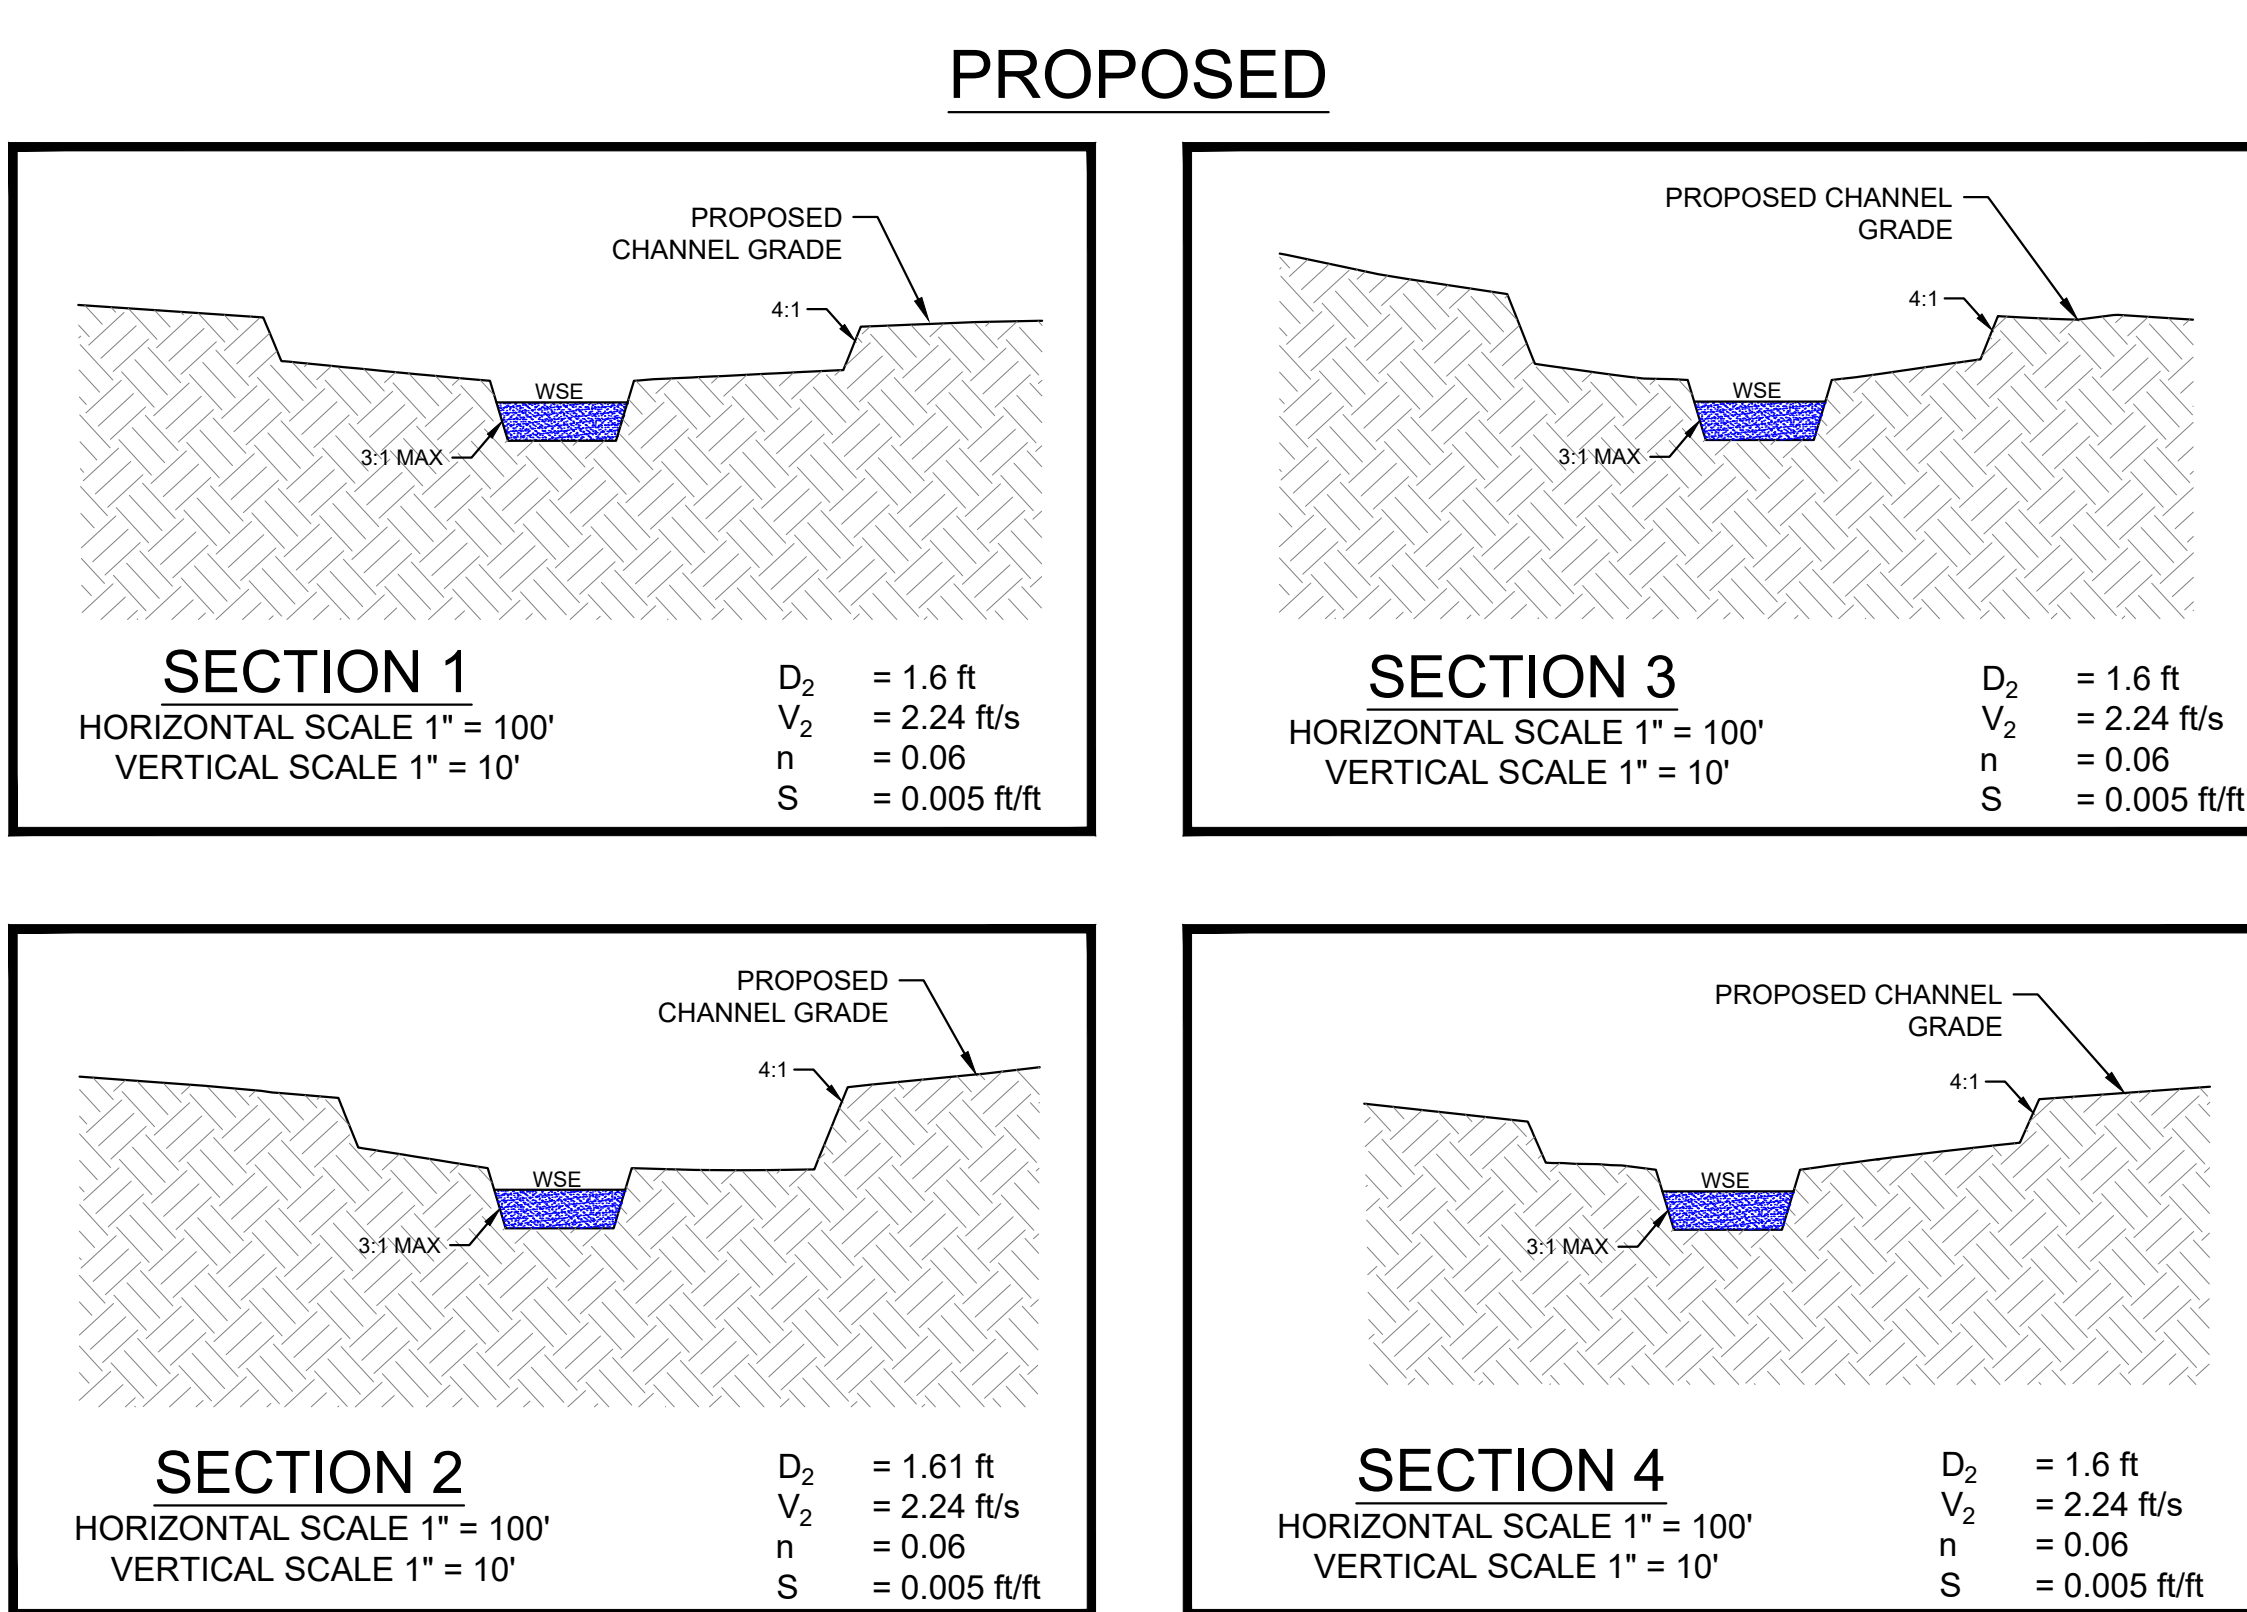 PROPOSED
PROPOSED
CHANNEL GRADE
4:1
WSE
3:1 MAX
SECTION 1
HORIZONTAL SCALE 1" = 100'
VERTICAL SCALE 1" = 10'
D2 = 1.6 ft
V2 = 2.24 ft/s
n = 0.06
S = 0.005 ft/ft
PROPOSED CHANNEL
GRADE
4:1
WSE
3:1 MAX
SECTION 3
HORIZONTAL SCALE 1" = 100'
VERTICAL SCALE 1" = 10'
D2 = 1.6 ft
V2 = 2.24 ft/s
n = 0.06
S = 0.005 ft/ft
PROPOSED
CHANNEL GRADE
4:1
WSE
3:1 MAX
SECTION 2
HORIZONTAL SCALE 1" = 100'
VERTICAL SCALE 1" = 10'
D2 = 1.61 ft
V2 = 2.24 ft/s
n = 0.06
S = 0.005 ft/ft
PROPOSED CHANNEL
GRADE
4:1
WSE
3:1 MAX
SECTION 4
HORIZONTAL SCALE 1" = 100'
VERTICAL SCALE 1" = 10'
D2 = 1.6 ft
V2 = 2.24 ft/s
n = 0.06
S = 0.005 ft/ft